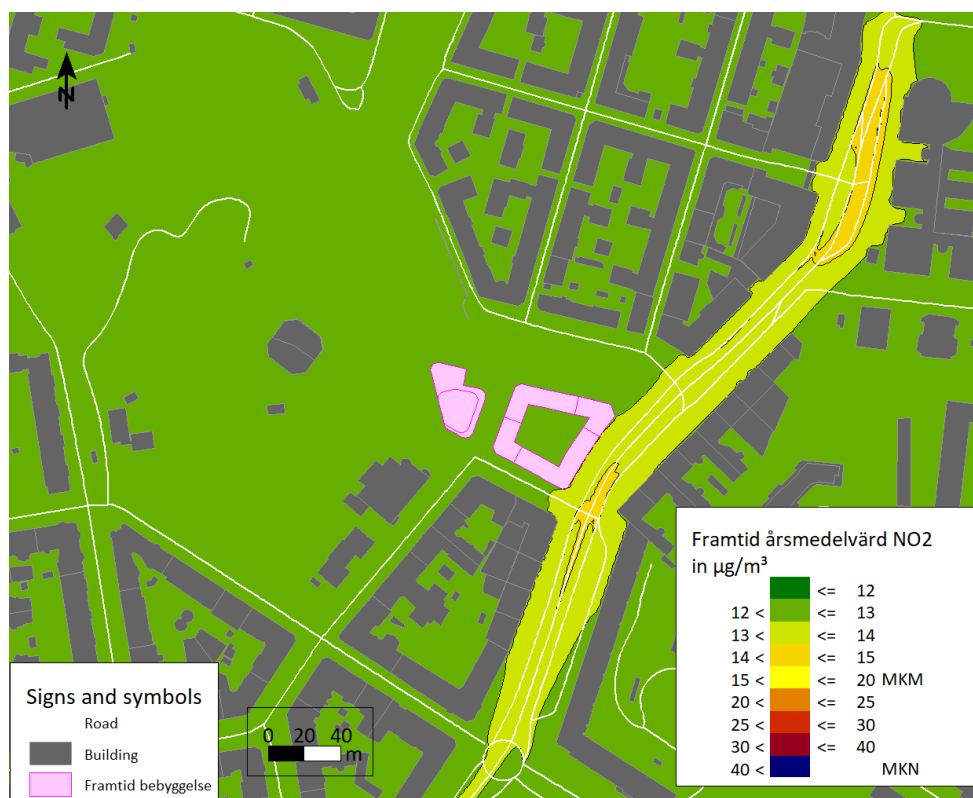 N
Framtid årsmedelvärd NO2
in µg/m³
<= 12
12 < <= 13
13 < <= 14
14 < <= 15
15 < <= 20 MKM
20 < <= 25
25 < <= 30
30 < <= 40
40 < MKN
Signs and symbols
Road
Building
Framtid bebyggelse
0 20 40
m